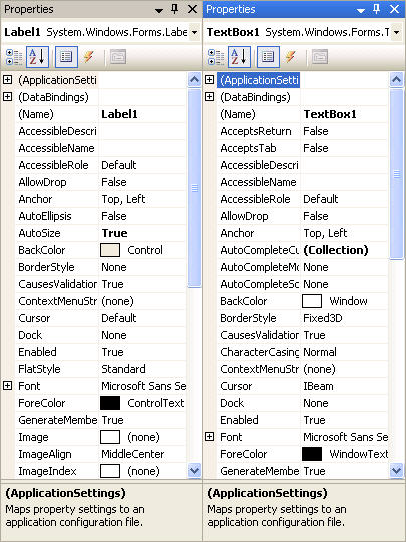 Properties
Label1 System.Windows.Forms.Labe
(ApplicationSetti
(DataBindings)
(Name) Label1
AccessibleDescri
AccessibleName
AccessibleRole Default
AllowDrop False
Anchor Top, Left
AutoEllipsis False
AutoSize True
BackColor Control
BorderStyle None
CausesValidation True
ContextMenuStr (none)
Cursor Default
Dock None
Enabled True
FlatStyle Standard
Font Microsoft Sans Se
ForeColor ControlText
GenerateMembe True
Image (none)
ImageAlign MiddleCenter
ImageIndex (none)
(ApplicationSettings)
Maps property settings to an
application configuration file.
Properties
TextBox1 System.Windows.Forms.T
(ApplicationSetti
(DataBindings)
(Name) TextBox1
AcceptsReturn False
AcceptsTab False
AccessibleDescri
AccessibleName
AccessibleRole Default
AllowDrop False
Anchor Top, Left
AutoCompleteCu (Collection)
AutoCompleteMo None
AutoCompleteSo None
BackColor Window
BorderStyle Fixed3D
CausesValidation True
CharacterCasing Normal
ContextMenuStr (none)
Cursor IBeam
Dock None
Enabled True
Font Microsoft Sans Se
ForeColor WindowText
GenerateMembe True
(ApplicationSettings)
Maps property settings to an
application configuration file.